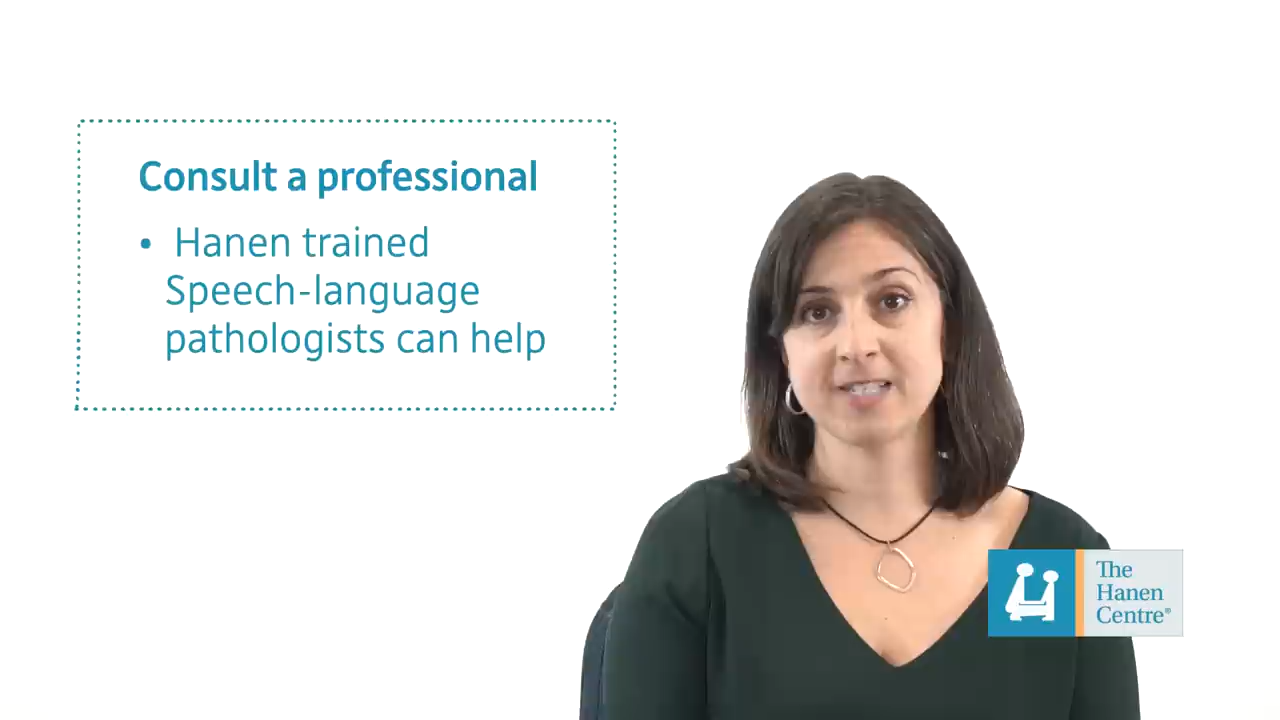 Consult a professional
• Hanen trained
Speech-language
pathologists can help
The
Hanen
Centre®